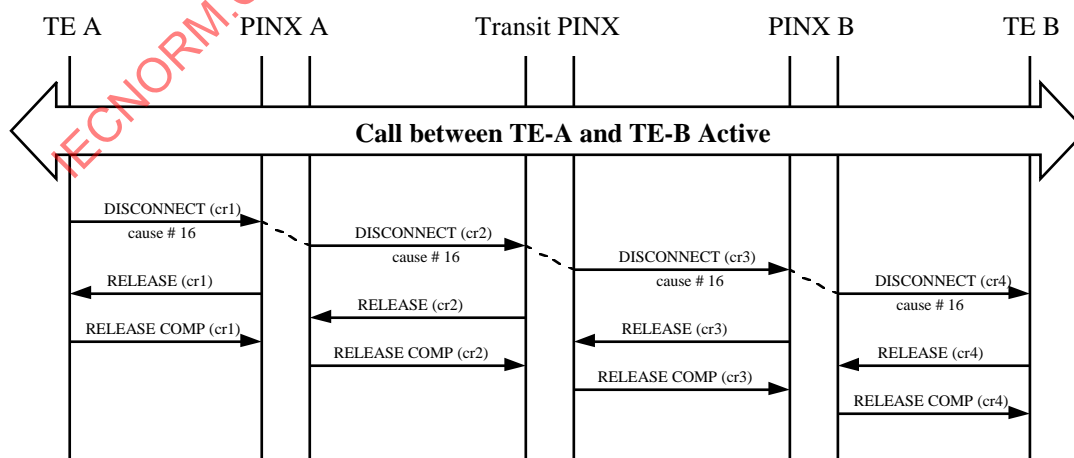 TE A PINX A Transit PINX PINX B TE B
IECNORM.COM
Call between TE-A and TE-B Active
DISCONNECT (cr1)
cause # 16
DISCONNECT (cr2)
cause # 16
DISCONNECT (cr3)
cause # 16
DISCONNECT (cr4)
cause # 16
RELEASE (cr1)
RELEASE (cr2)
RELEASE (cr3)
RELEASE (cr4)
RELEASE COMP (cr1)
RELEASE COMP (cr2)
RELEASE COMP (cr3)
RELEASE COMP (cr4)